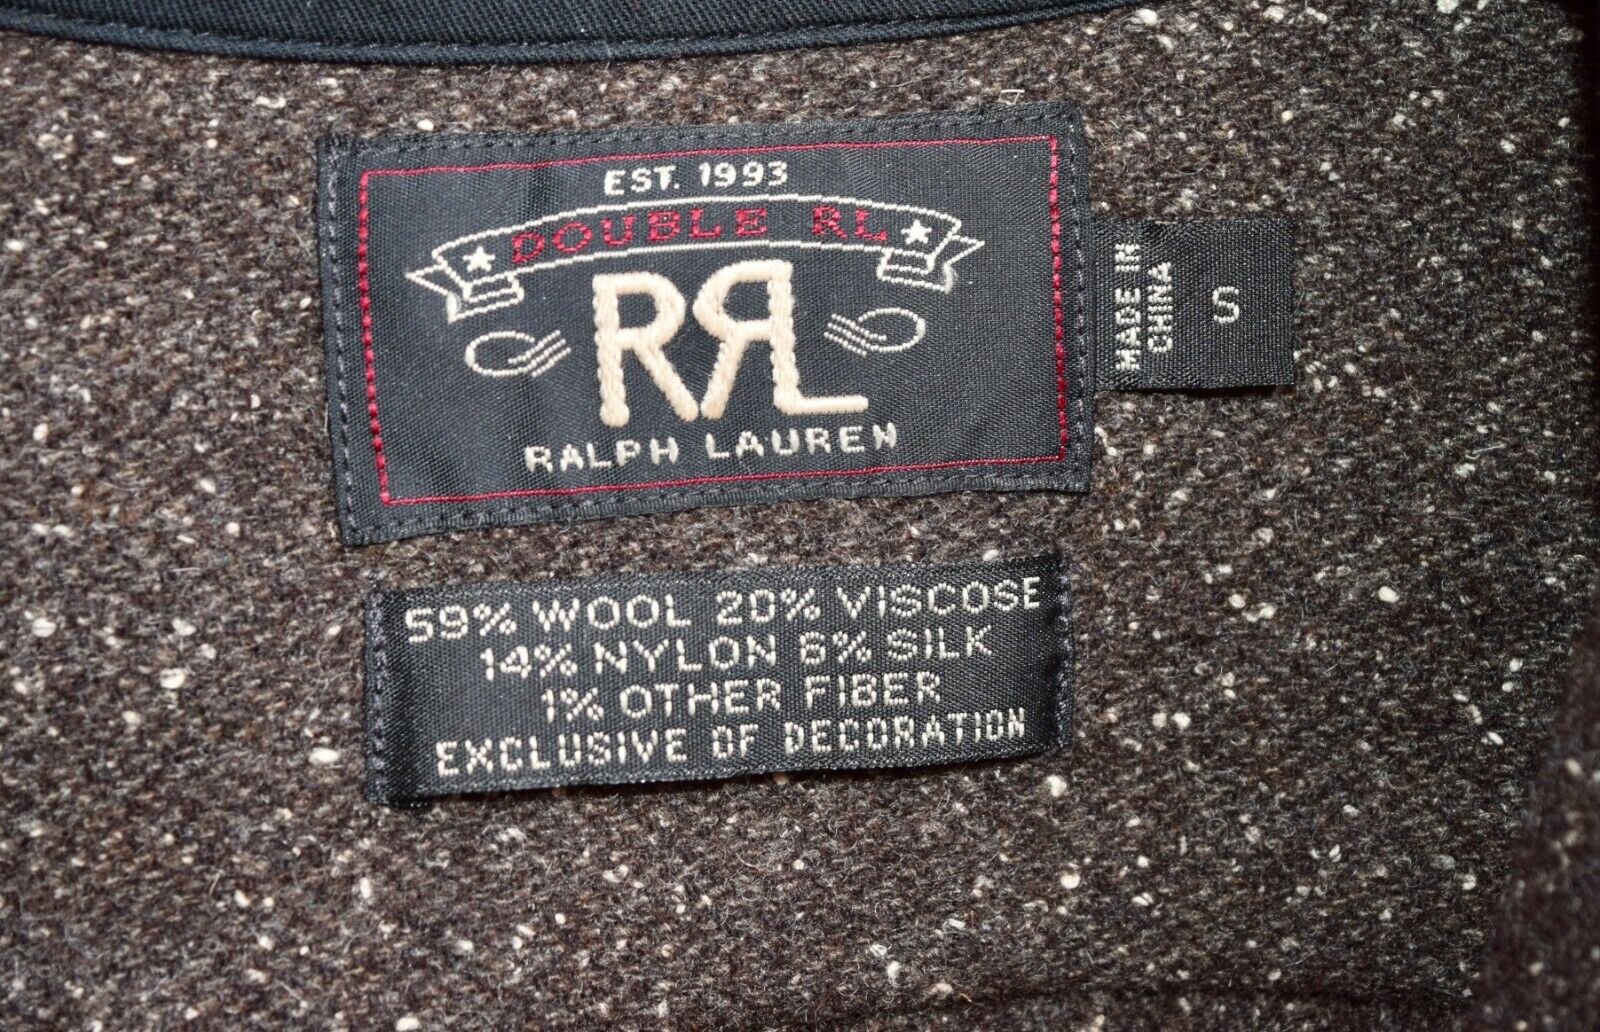 EST. 1993
DOUBLE RL
RRL
RALPH LAUREN
MADE IN
CHINA
S
59% WOOL 20% VISCOSE
14% NYLON 6% SILK
1% OTHER FIBER
EXCLUSIVE OF DECORATION